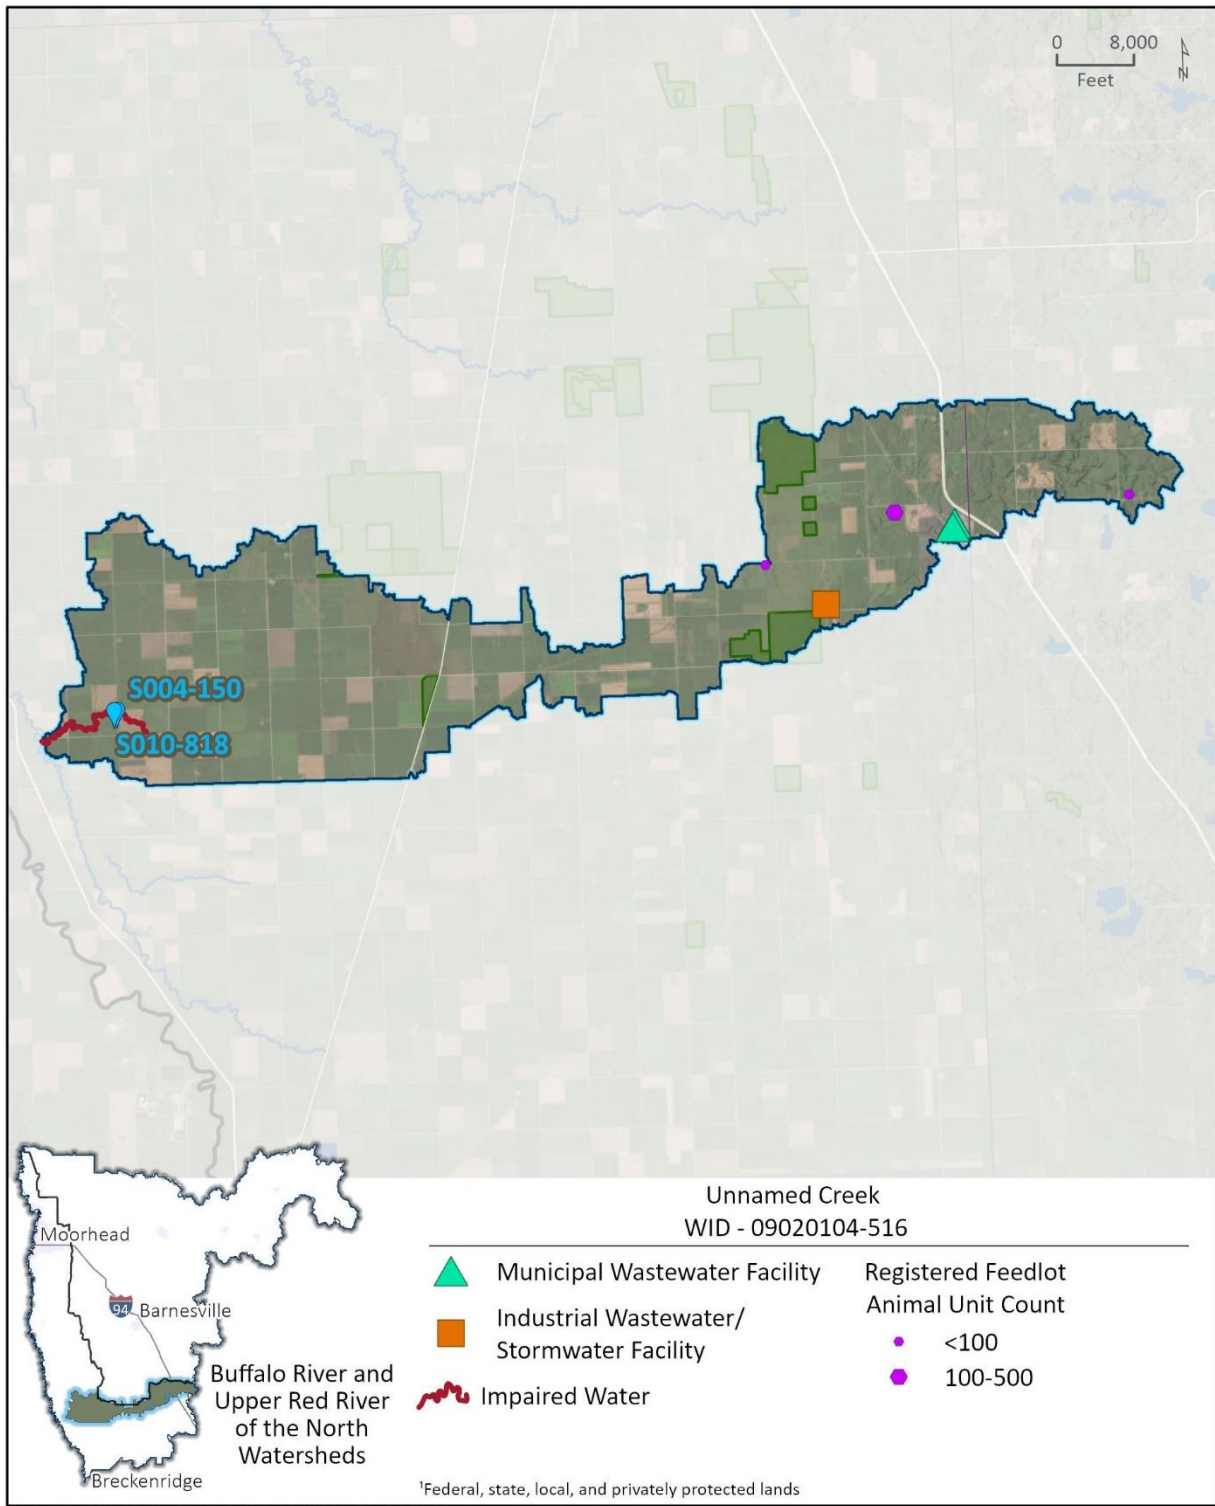 0 8,000
Feet
N
S004-150
S010-818
Moorhead
94
Barnesville
Buffalo River and
Upper Red River
of the North
Watersheds
Breckenridge
Unnamed Creek
WID - 09020104-516
Municipal Wastewater Facility
Industrial Wastewater/
Stormwater Facility
Impaired Water
Registered Feedlot
Animal Unit Count
<100
100-500
¹Federal, state, local, and privately protected lands